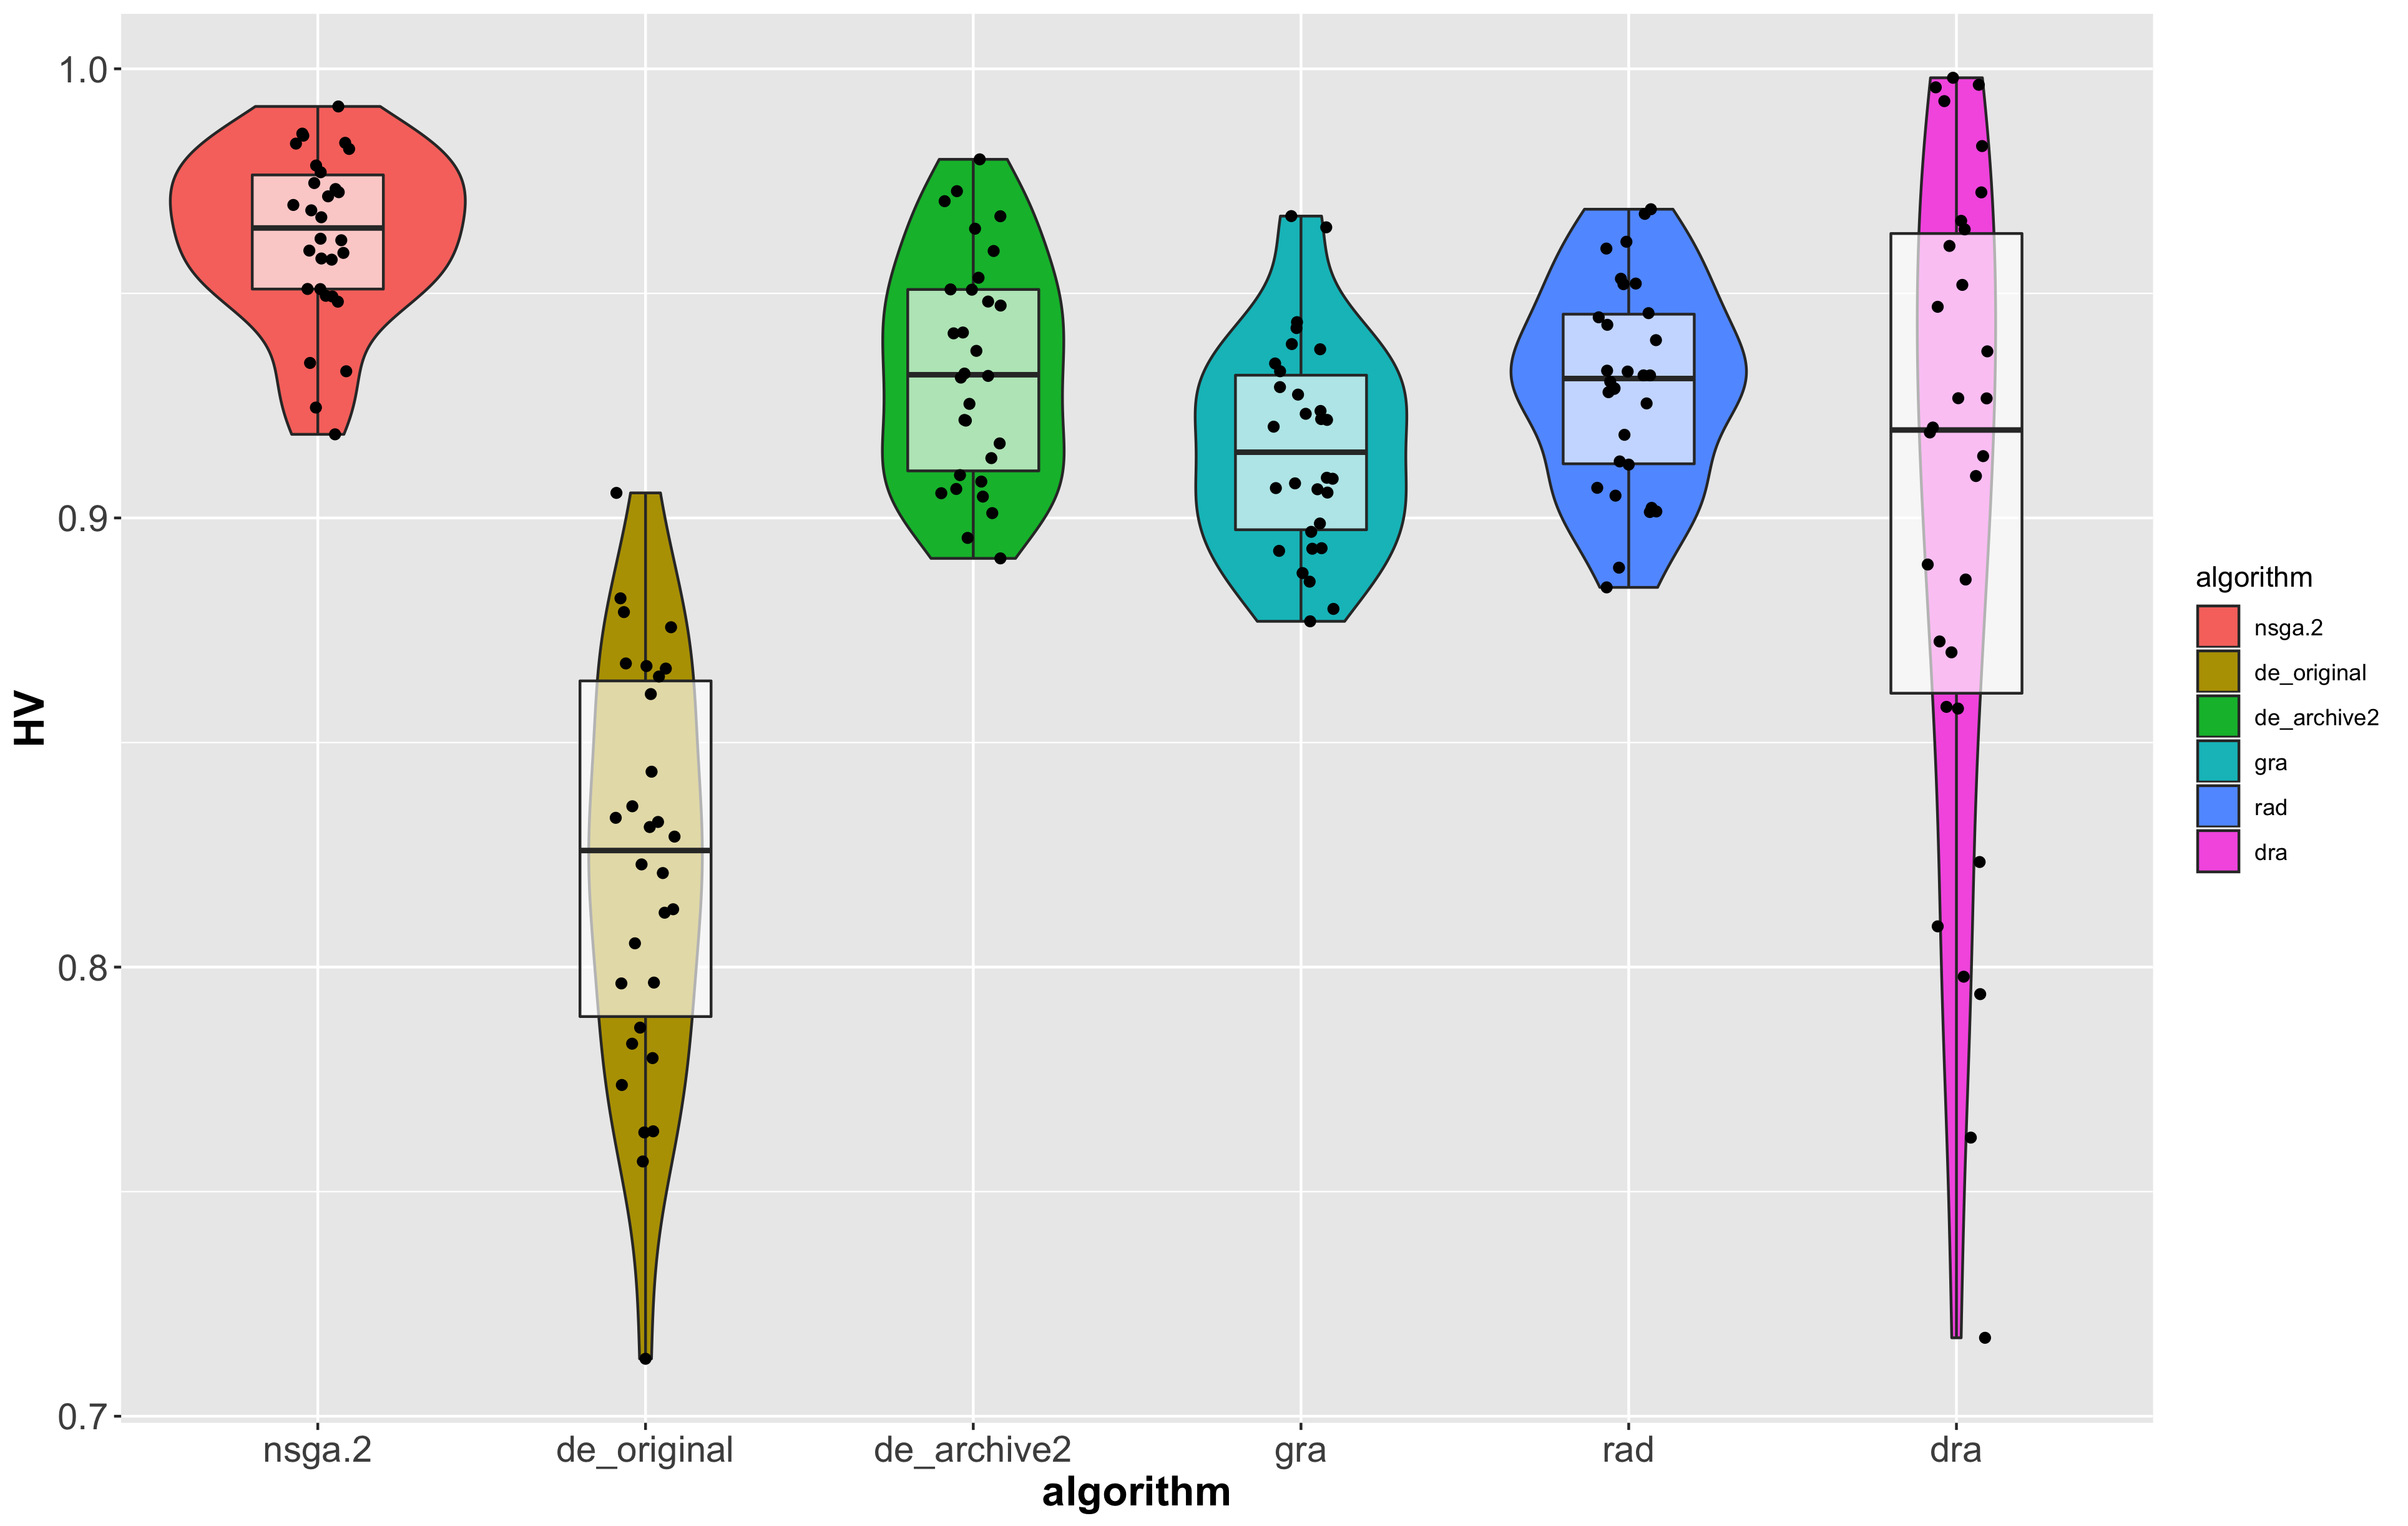 1.0
0.9
0.8
0.7
HV
nsga.2
de_original
de_archive2
gra
rad
dra
algorithm
algorithm
nsga.2
de_original
de_archive2
gra
rad
dra